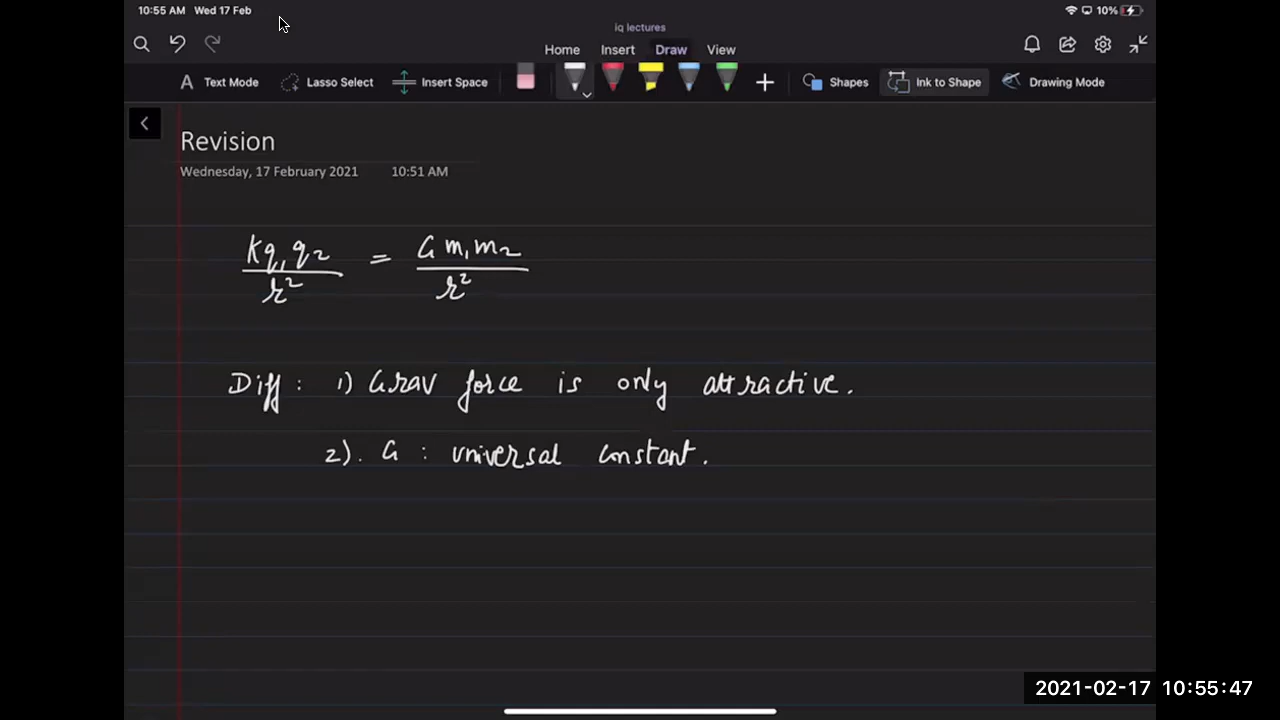 10:55 AM Wed 17 Feb
10%
iq lectures
Home Insert Draw View
Text Mode Lasso Select Insert Space Shapes Ink to Shape Drawing Mode
Revision
Wednesday, 17 February 2021 10:51 AM
Kq₁q₂/r² = Gm₁m₂/r²
Diff : 1) Grav force is only attractive.
2). G : universal constant.
2021-02-17 10:55:47